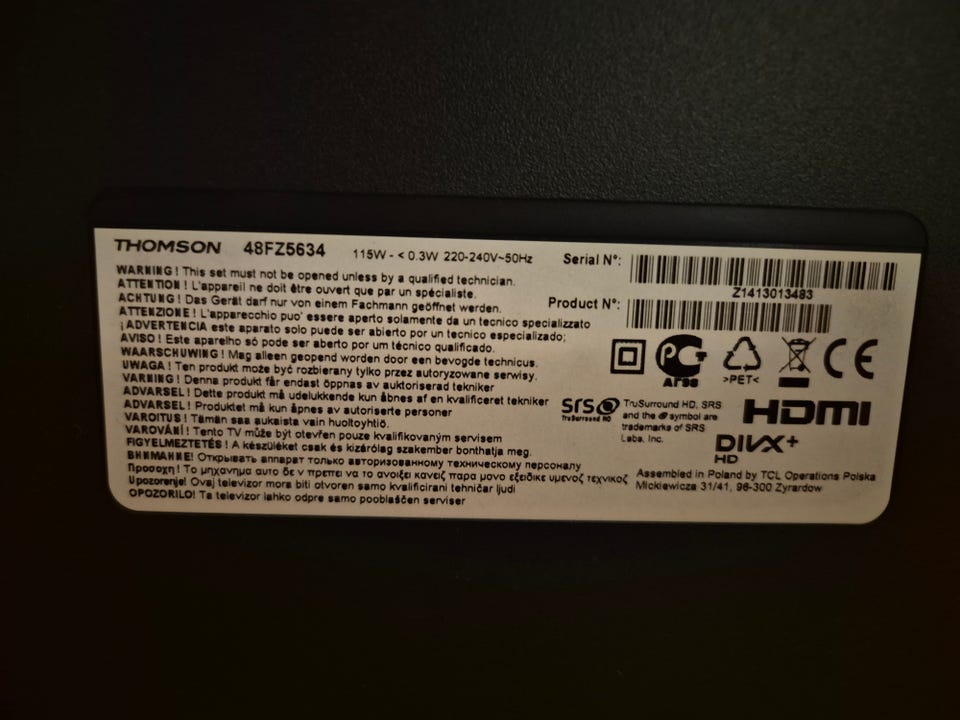 THOMSON 48FZ5634 115W - < 0.3W 220-240V~50Hz
WARNING ! This set must not be opened unless by a qualified technician.
ATTENTION ! L'appareil ne doit être ouvert que par un spécialiste.
ACHTUNG ! Das Gerät darf nur von einem Fachmann geöffnet werden.
ATTENZIONE ! L'apparecchio puo' essere aperto solamente da un tecnico specializzato
¡ ADVERTENCIA este aparato solo puede ser abierto por un tecnico especializado;
AVISO ! Este aparelho só pode ser aberto por um técnico qualificado.
WAARSCHUWING ! Mag alleen geopend worden door een bevogde technicus.
UWAGA ! Ten produkt może być rozbierany tylko przez autoryzowane serwisy.
VARNING ! Denna produkt får endast öppnas av auktoriserad tekniker
ADVARSEL ! Dette produkt må udelukkende kun åbnes af en kvalificeret tekniker
ADVARSEL ! Produktet må kun åpnes av autoriserte personer
VAROITUS ! Tämän saa aukaista vain huoltoyhtiö.
VAROVÁNÍ ! Tento TV může být otevřen pouze kvalifikovaným servisem
FIGYELMEZTETÉS ! A készüléket csak és kizárólag szakember bonthatja meg.
ВНИМАНИЕ! Открывать аппарат только авторизованному техническому персоналу
Προσοχη ! Το μηχανημα αυτο δε ν πρεπει να το ανοιξει κανεις παρα μονο εξειδικε υμενος τεχνικος
Upozorenje! Ovaj televizor mora biti otvoren samo kvalificirani tehničar ljudi
OPOZORILO! Ta televizor lahko odpre samo pooblaščen serviser
Serial N°:
Z1413013483
Product N°:
PC
АГ98
>PET<
CE
SRS
TruSurround HD
TruSurround HD, SRS
and the symbol are
trademarks of SRS
Labs, Inc.
HDMI
DIVX+
HD
Assembled in Poland by TCL Operations Polska
Mickiewicza 31/41, 96-300 Zyrardow